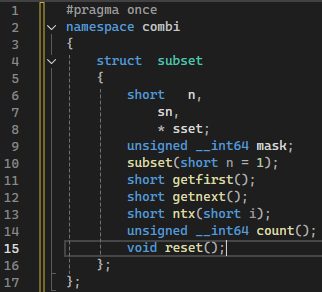 1 #pragma once
2 namespace combi
3 {
4 struct subset
5 {
6 short n,
7 sn,
8 * sset;
9 unsigned __int64 mask;
10 subset(short n = 1);
11 short getfirst();
12 short getnext();
13 short ntx(short i);
14 unsigned __int64 count();
15 void reset();
16 };
17 };